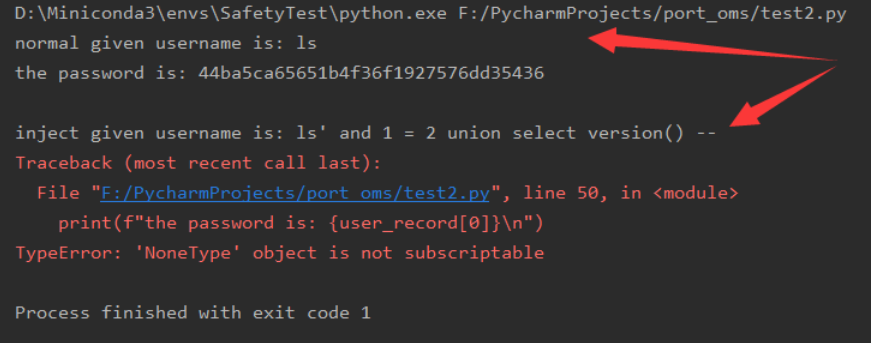 D:\Miniconda3\envs\SafetyTest\python.exe F:/PycharmProjects/port_oms/test2.py
normal given username is: ls
the password is: 44ba5ca65651b4f36f1927576dd35436
inject given username is: ls' and 1 = 2 union select version() --
Traceback (most recent call last):
  File "F:/PycharmProjects/port_oms/test2.py", line 50, in <module>
    print(f"the password is: {user_record[0]}\n")
TypeError: 'NoneType' object is not subscriptable
Process finished with exit code 1